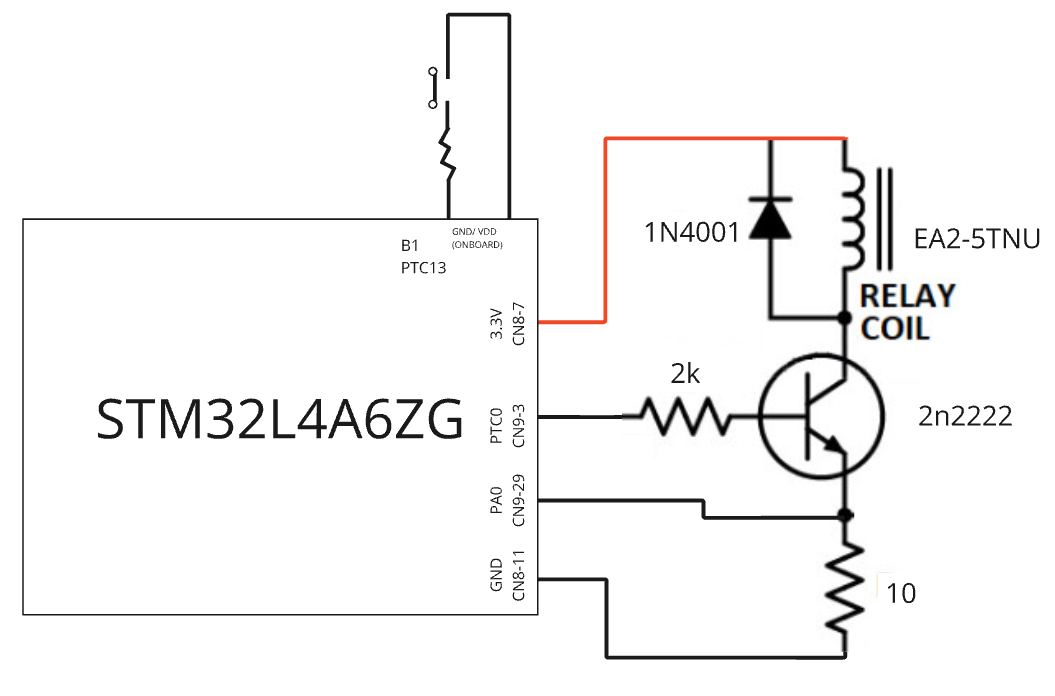 GND/ VDD
(ONBOARD)
B1
PTC13
3.3V
CN8-7
STM32L4A6ZG
PTC0
CN9-3
PA0
CN9-29
GND
CN8-11
1N4001
EA2-5TNU
RELAY
COIL
2k
2n2222
10